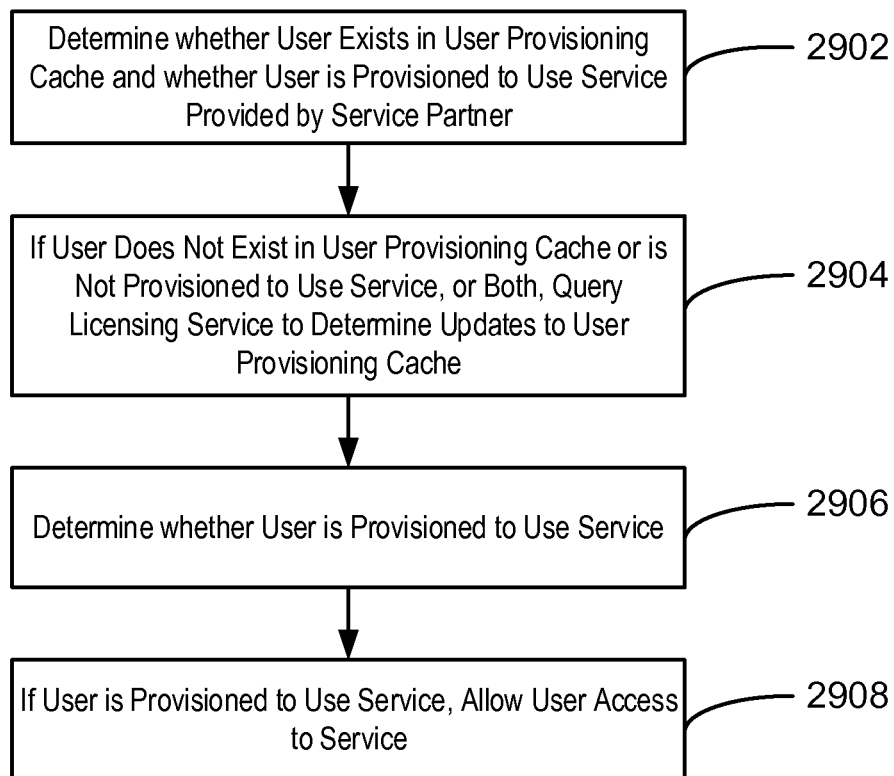 Determine whether User Exists in User Provisioning
Cache and whether User is Provisioned to Use Service
Provided by Service Partner
2902
If User Does Not Exist in User Provisioning Cache or is
Not Provisioned to Use Service, or Both, Query
Licensing Service to Determine Updates to User
Provisioning Cache
2904
Determine whether User is Provisioned to Use Service
2906
If User is Provisioned to Use Service, Allow User Access
to Service
2908